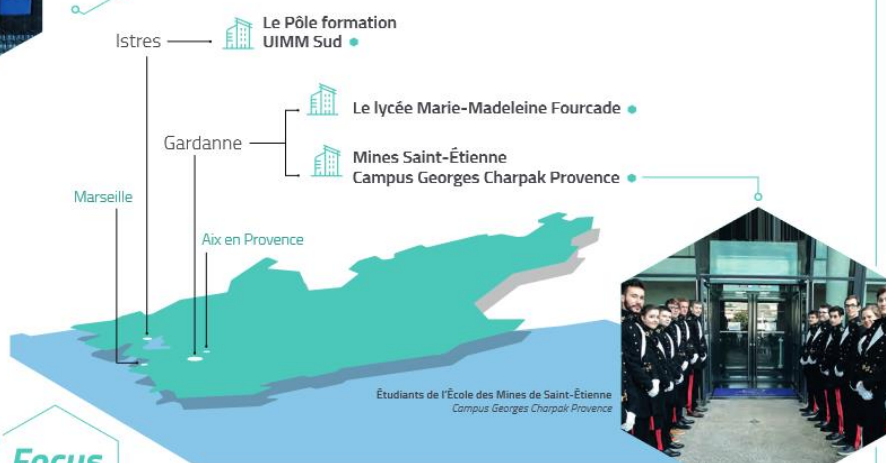 Istres
Le Pôle formation
UIMM Sud
Gardanne
Le lycée Marie-Madeleine Fourcade
Mines Saint-Étienne
Campus Georges Charpak Provence
Marseille
Aix en Provence
Étudiants de l'École des Mines de Saint-Étienne
Campus Georges Charpak Provence
Focus